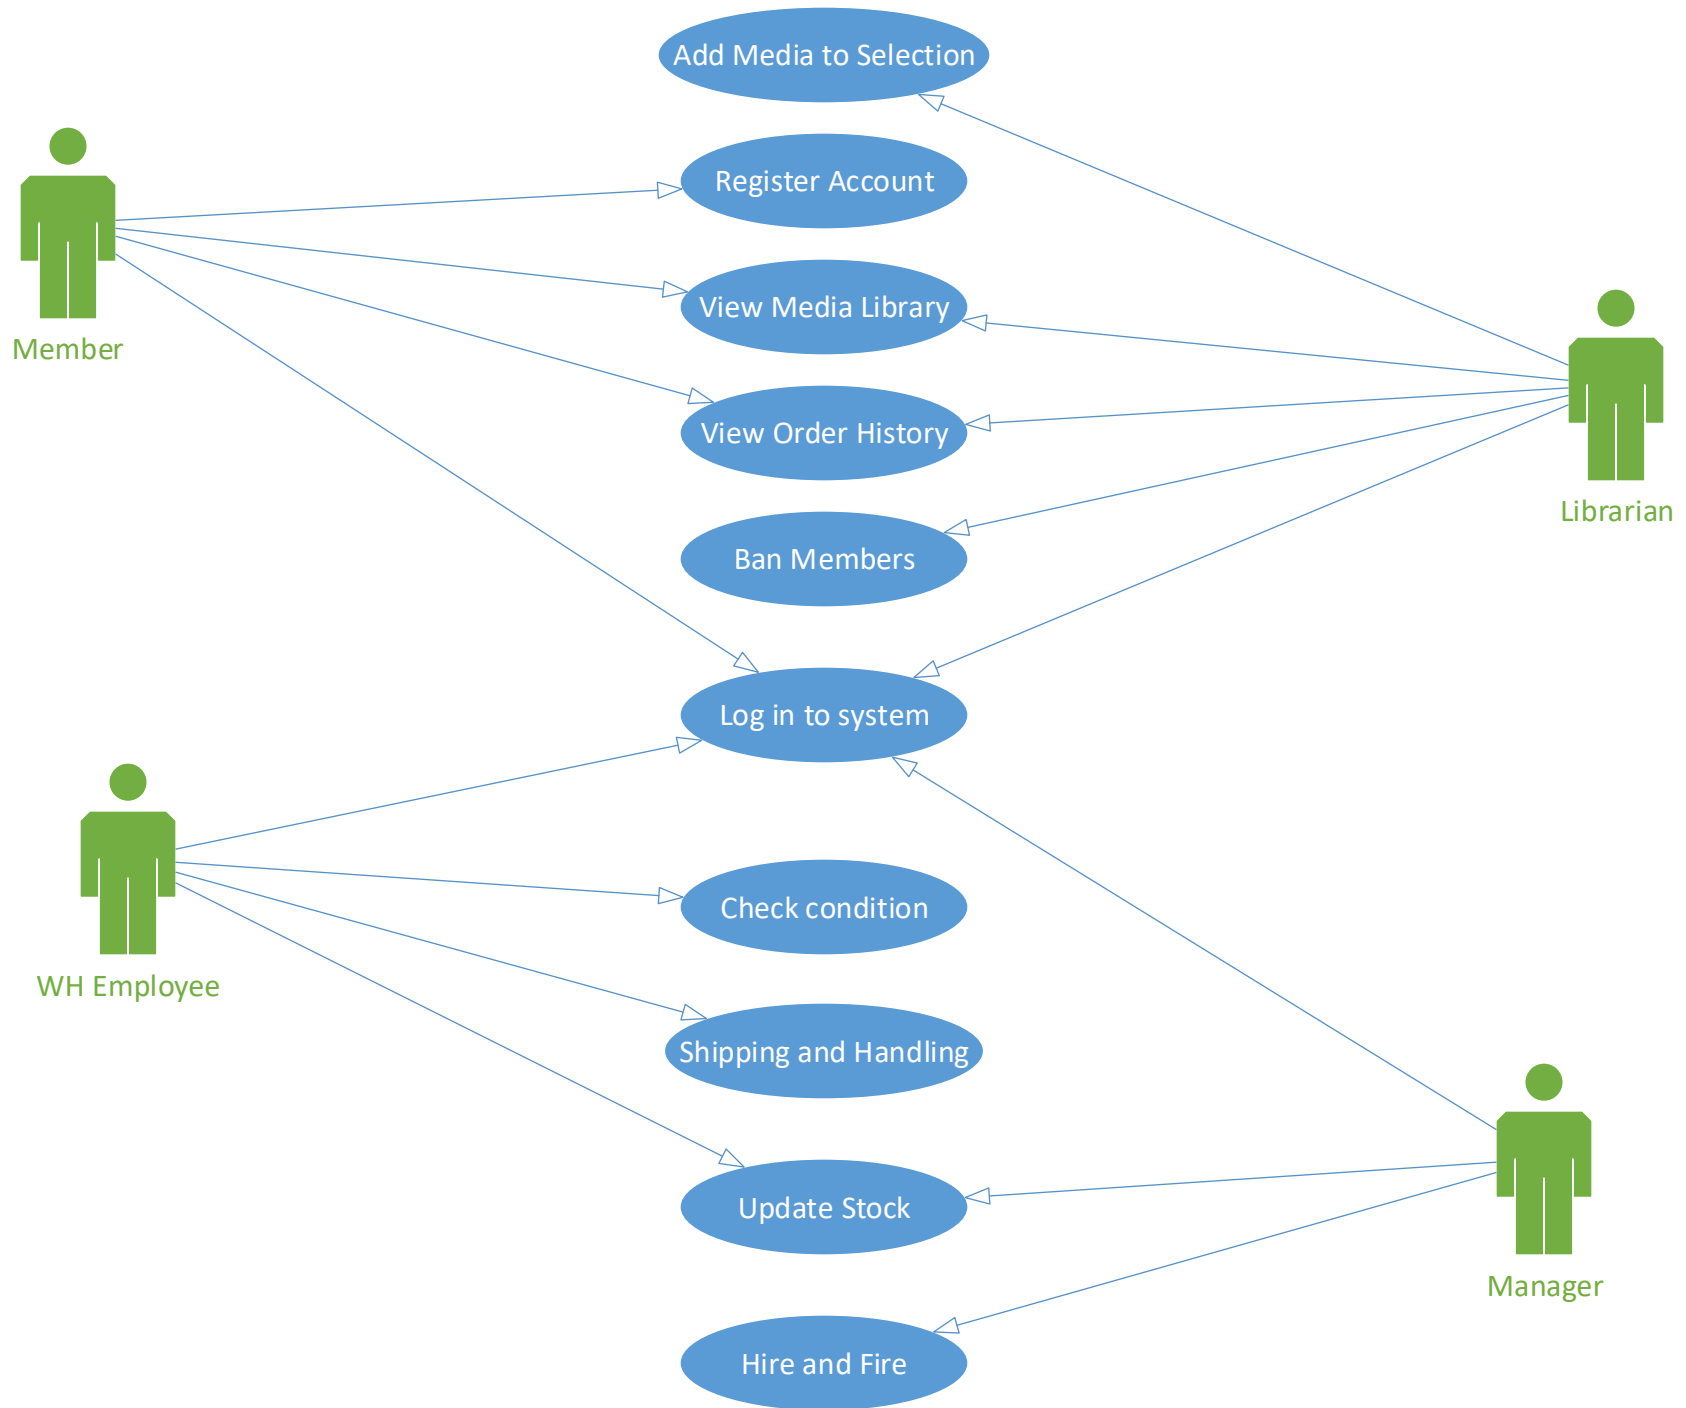 Add Media to Selection
Register Account
View Media Library
Member
View Order History
Librarian
Ban Members
Log in to system
Check condition
WH Employee
Shipping and Handling
Update Stock
Manager
Hire and Fire